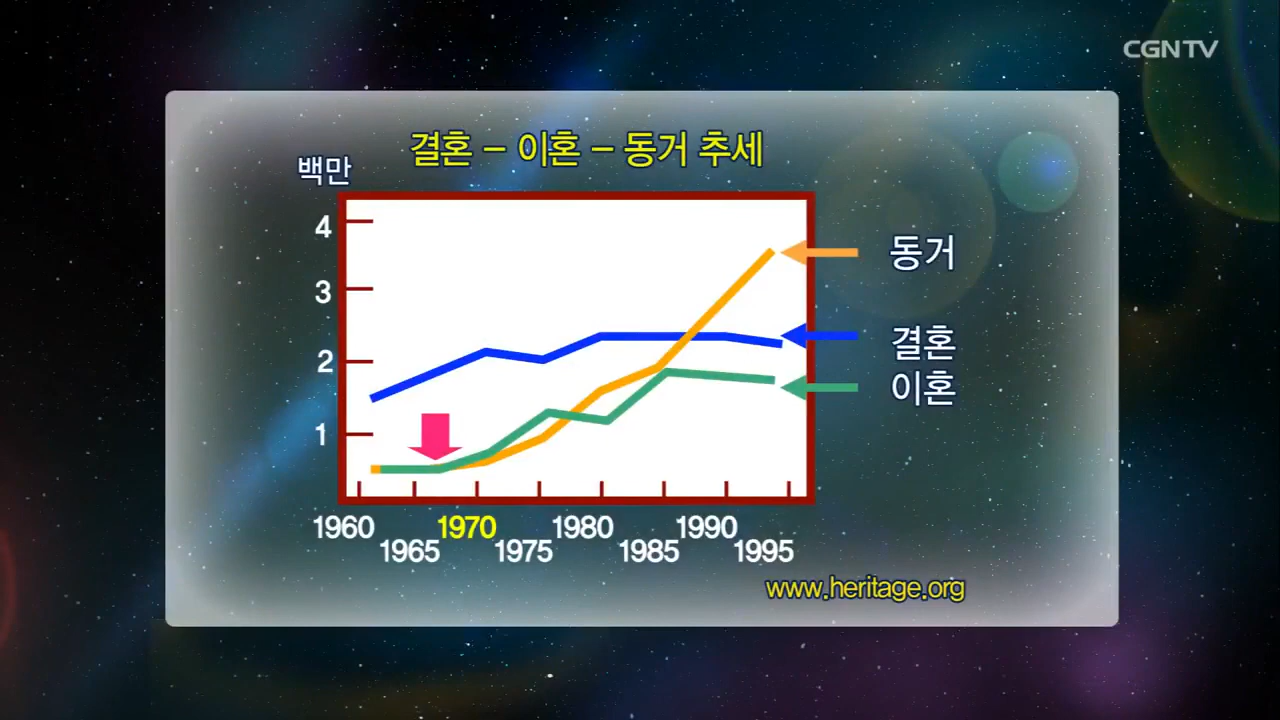 CGNTV
결혼 - 이혼 - 동거 추세
백만
4
3
2
1
동거
결혼
이혼
1960 1970 1980 1990
1965 1975 1985 1995
www.heritage.org